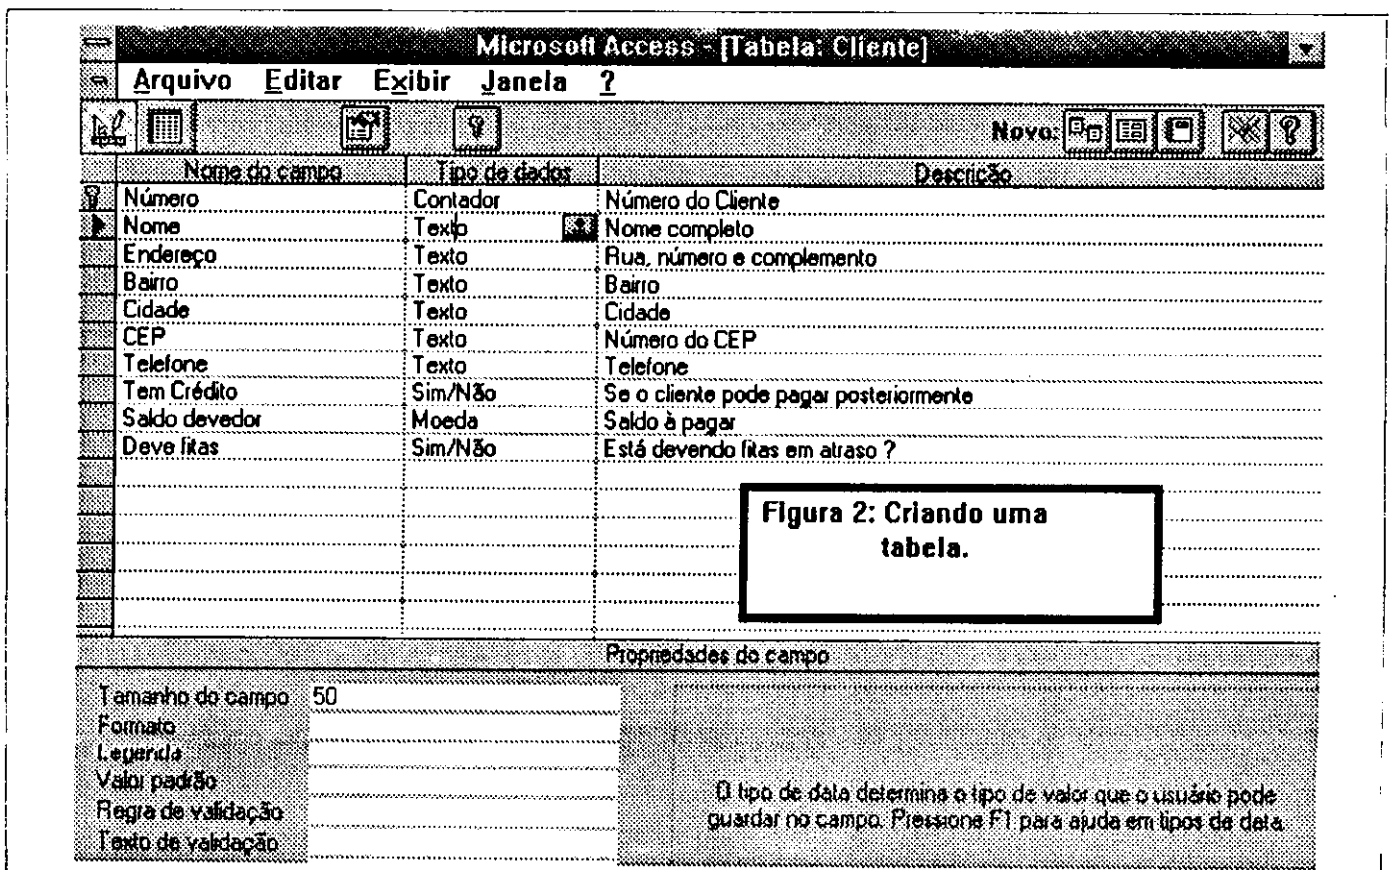 Microsoft Access - [Tabela: Cliente]
Arquivo Editar Exibir Janela ?
Novo:
Nome do campo Tipo de dados Descrição
Número Contador Número do Cliente
Nome Texto Nome completo
Endereço Texto Rua, número e complemento
Bairro Texto Bairro
Cidade Texto Cidade
CEP Texto Número do CEP
Telefone Texto Telefone
Tem Crédito Sim/Não Se o cliente pode pagar posteriormente
Saldo devedor Moeda Saldo à pagar
Deve fitas Sim/Não Está devendo fitas em atraso ?
Figura 2: Criando uma
tabela.
Propriedades do campo
Tamanho do campo 50
Formato
Legenda
Valor padrão
Regra de validação
Texto de validação
O tipo de data determina o tipo de valor que o usuário pode
guardar no campo. Pressione F1 para ajuda em tipos de data.